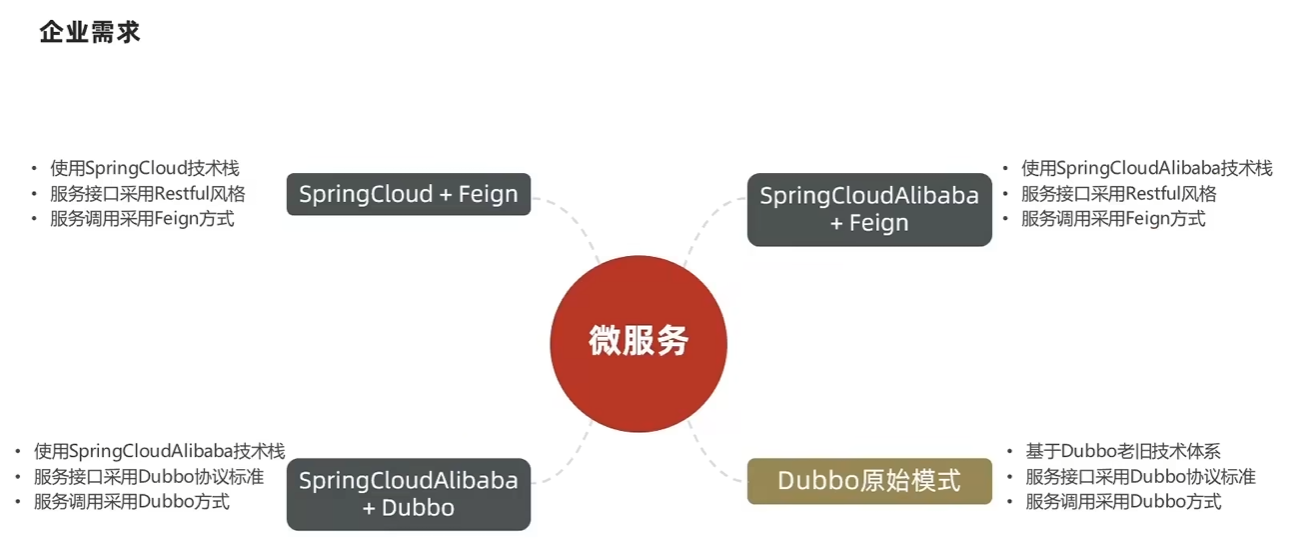 企业需求
• 使用SpringCloud技术栈
• 服务接口采用Restful风格
• 服务调用采用Feign方式
SpringCloud + Feign
SpringCloudAlibaba
+ Feign
• 使用SpringCloudAlibaba技术栈
• 服务接口采用Restful风格
• 服务调用采用Feign方式
微服务
• 使用SpringCloudAlibaba技术栈
• 服务接口采用Dubbo协议标准
• 服务调用采用Dubbo方式
SpringCloudAlibaba
+ Dubbo
Dubbo原始模式
• 基于Dubbo老旧技术体系
• 服务接口采用Dubbo协议标准
• 服务调用采用Dubbo方式